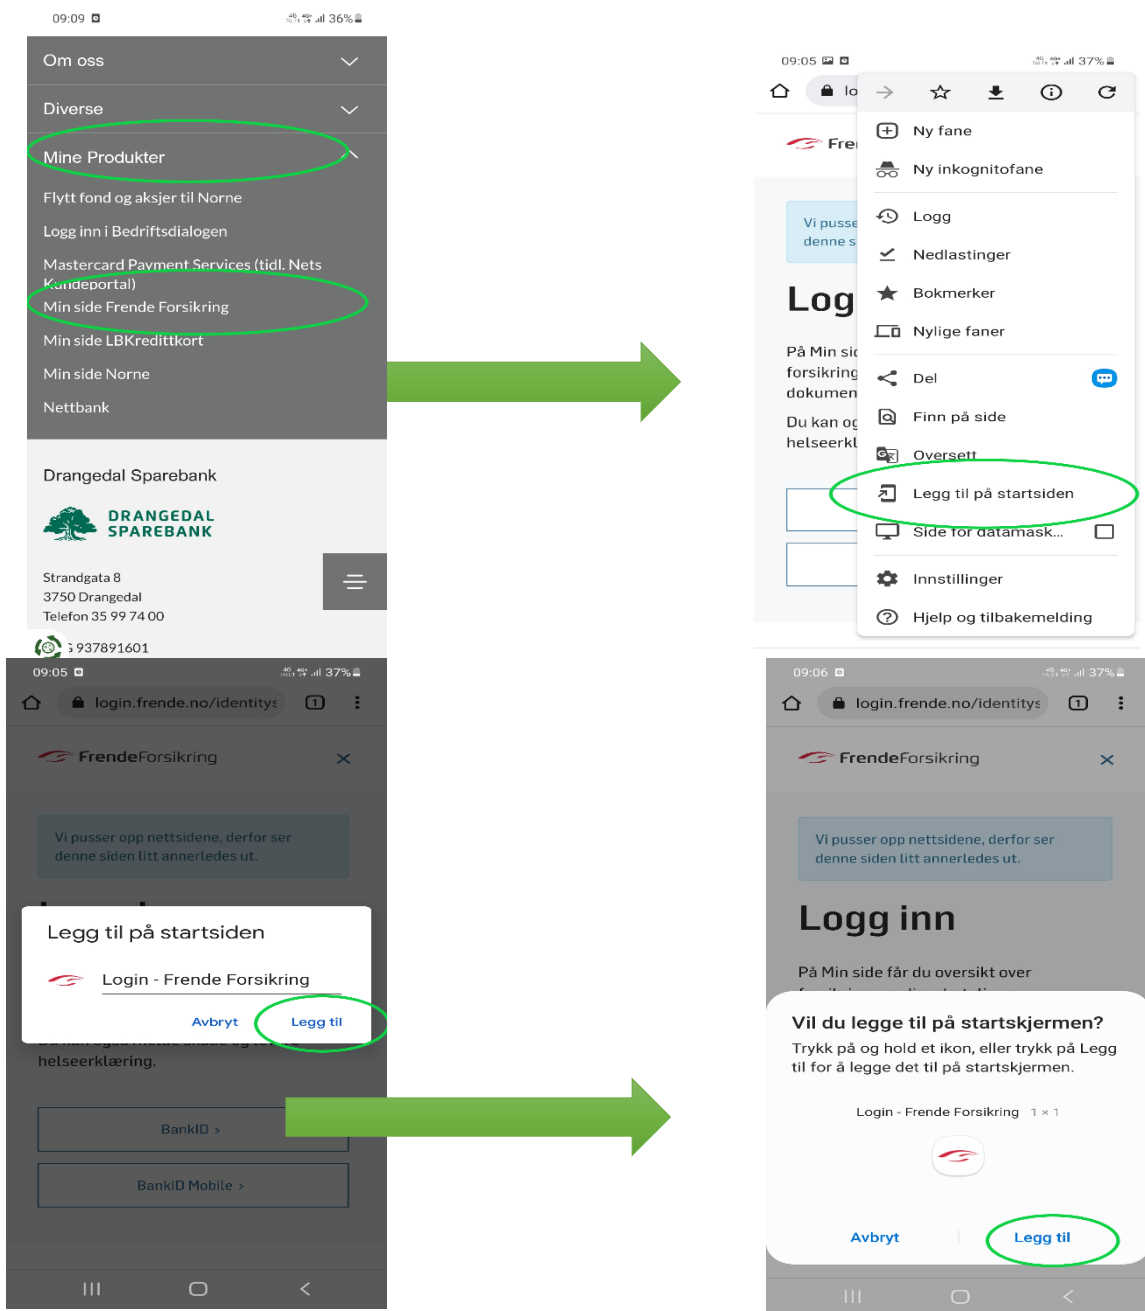 09:09
36%
Om oss
Diverse
Mine Produkter
Flytt fond og aksjer til Norne
Logg inn i Bedriftsdialogen
Mastercard Payment Services (tidl. Nets
Kundeportal)
Min side Frende Forsikring
Min side LBKredittkort
Min side Norne
Nettbank
Drangedal Sparebank
DRANGEDAL
SPAREBANK
Strandgata 8
3750 Drangedal
Telefon 35 99 74 00
937891601
09:05
37%
lo
Fre
Ny fane
Ny inkognitofane
Vi pusse
denne s
Logg
Nedlastinger
Bokmerker
Nylige faner
Log
På Min sid
forsikring
dokumen
Du kan og
helseerkl
Del
Finn på side
Oversett
Legg til på startsiden
Side for datamask...
Innstillinger
Hjelp og tilbakemelding
09:05
37%
login.frende.no/identitys
1
FrendeForsikring
Vi pusser opp nettsidene, derfor ser
denne siden litt annerledes ut.
Legg til på startsiden
Login - Frende Forsikring
Avbryt
Legg til
helseerklæring.
BankID >
BankID Mobile >
09:06
37%
login.frende.no/identitys
1
FrendeForsikring
Vi pusser opp nettsidene, derfor ser
denne siden litt annerledes ut.
Logg inn
På Min side får du oversikt over
Vil du legge til på startskjermen?
Trykk på og hold et ikon, eller trykk på Legg
til for å legge det til på startskjermen.
Login - Frende Forsikring 1 × 1
Avbryt
Legg til